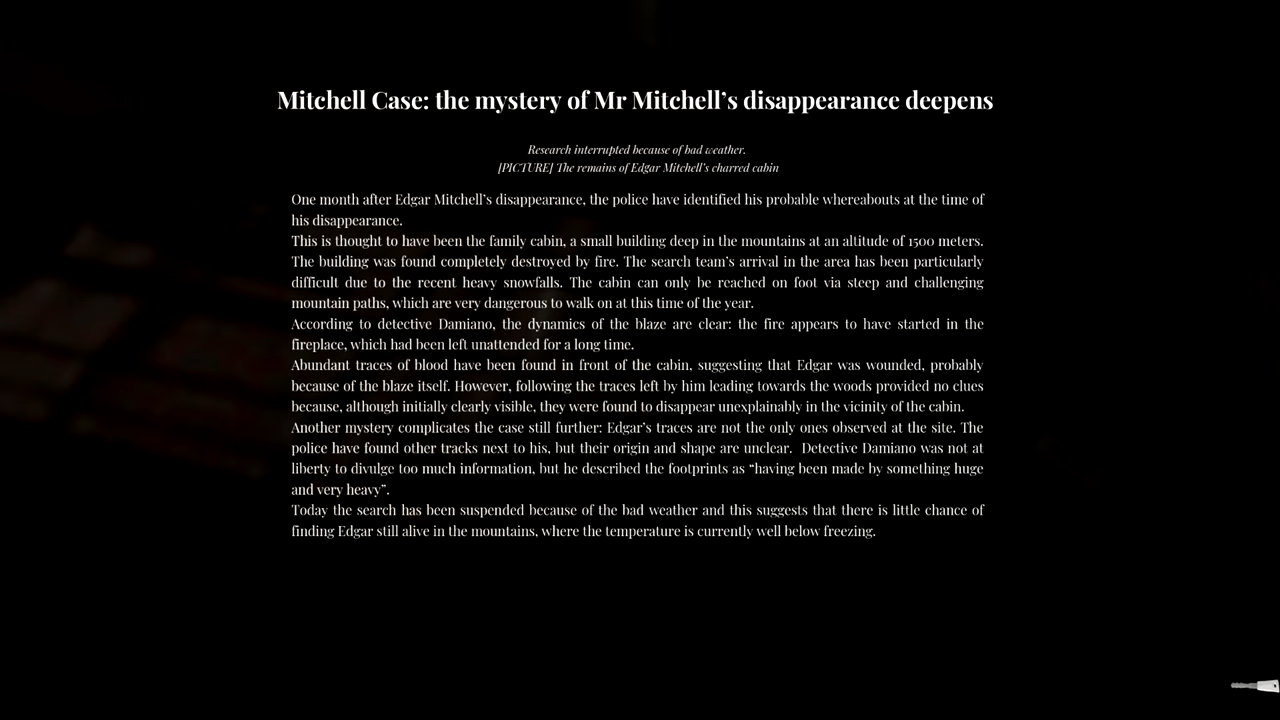 Mitchell Case: the mystery of Mr Mitchell's disappearance deepens
Research interrupted because of bad weather.
[PICTURE] The remains of Edgar Mitchell's charred cabin
One month after Edgar Mitchell's disappearance, the police have identified his probable whereabouts at the time of
his disappearance.
This is thought to have been the family cabin, a small building deep in the mountains at an altitude of 1500 meters.
The building was found completely destroyed by fire. The search team's arrival in the area has been particularly
difficult due to the recent heavy snowfalls. The cabin can only be reached on foot via steep and challenging
mountain paths, which are very dangerous to walk on at this time of the year.
According to detective Damiano, the dynamics of the blaze are clear: the fire appears to have started in the
fireplace, which had been left unattended for a long time.
Abundant traces of blood have been found in front of the cabin, suggesting that Edgar was wounded, probably
because of the blaze itself. However, following the traces left by him leading towards the woods provided no clues
because, although initially clearly visible, they were found to disappear unexplainably in the vicinity of the cabin.
Another mystery complicates the case still further: Edgar's traces are not the only ones observed at the site. The
police have found other tracks next to his, but their origin and shape are unclear.  Detective Damiano was not at
liberty to divulge too much information, but he described the footprints as “having been made by something huge
and very heavy”.
Today the search has been suspended because of the bad weather and this suggests that there is little chance of
finding Edgar still alive in the mountains, where the temperature is currently well below freezing.